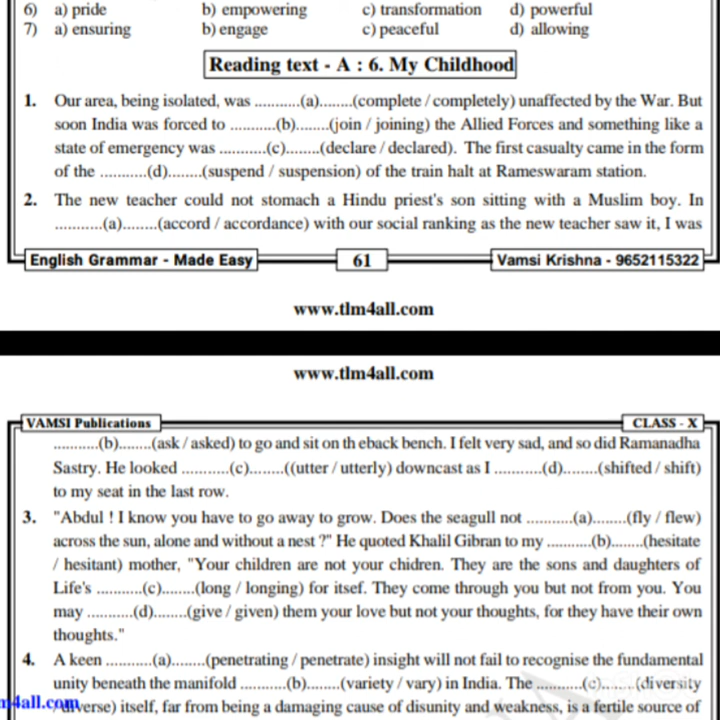 6) a) pride b) empowering c) transformation d) powerful
7) a) ensuring b) engage c) peaceful d) allowing
Reading text - A : 6. My Childhood
1. Our area, being isolated, was ...........(a)........(complete / completely) unaffected by the War. But
soon India was forced to ...........(b)........(join / joining) the Allied Forces and something like a
state of emergency was ...........(c)........(declare / declared). The first casualty came in the form
of the ...........(d)........(suspend / suspension) of the train halt at Rameswaram station.
2. The new teacher could not stomach a Hindu priest's son sitting with a Muslim boy. In
...........(a)........(accord / accordance) with our social ranking as the new teacher saw it, I was
English Grammar - Made Easy 61 Vamsi Krishna - 9652115322
www.tlm4all.com
www.tlm4all.com
VAMSI Publications CLASS - X
...........(b)........(ask / asked) to go and sit on th eback bench. I felt very sad, and so did Ramanadha
Sastry. He looked ...........(c)........((utter / utterly) downcast as I ...........(d)........(shifted / shift)
to my seat in the last row.
3. "Abdul ! I know you have to go away to grow. Does the seagull not ...........(a)........(fly / flew)
across the sun, alone and without a nest ?" He quoted Khalil Gibran to my ...........(b)........(hesitate
/ hesitant) mother, "Your children are not your chidren. They are the sons and daughters of
Life's ...........(c)........(long / longing) for itsef. They come through you but not from you. You
may ...........(d)........(give / given) them your love but not your thoughts, for they have their own
thoughts."
4. A keen ...........(a)........(penetrating / penetrate) insight will not fail to recognise the fundamental
unity beneath the manifold ...........(b)........(variety / vary) in India. The ...........(c)........(diversity
m4all.com / diverse) itself, far from being a damaging cause of disunity and weakness, is a fertile source of